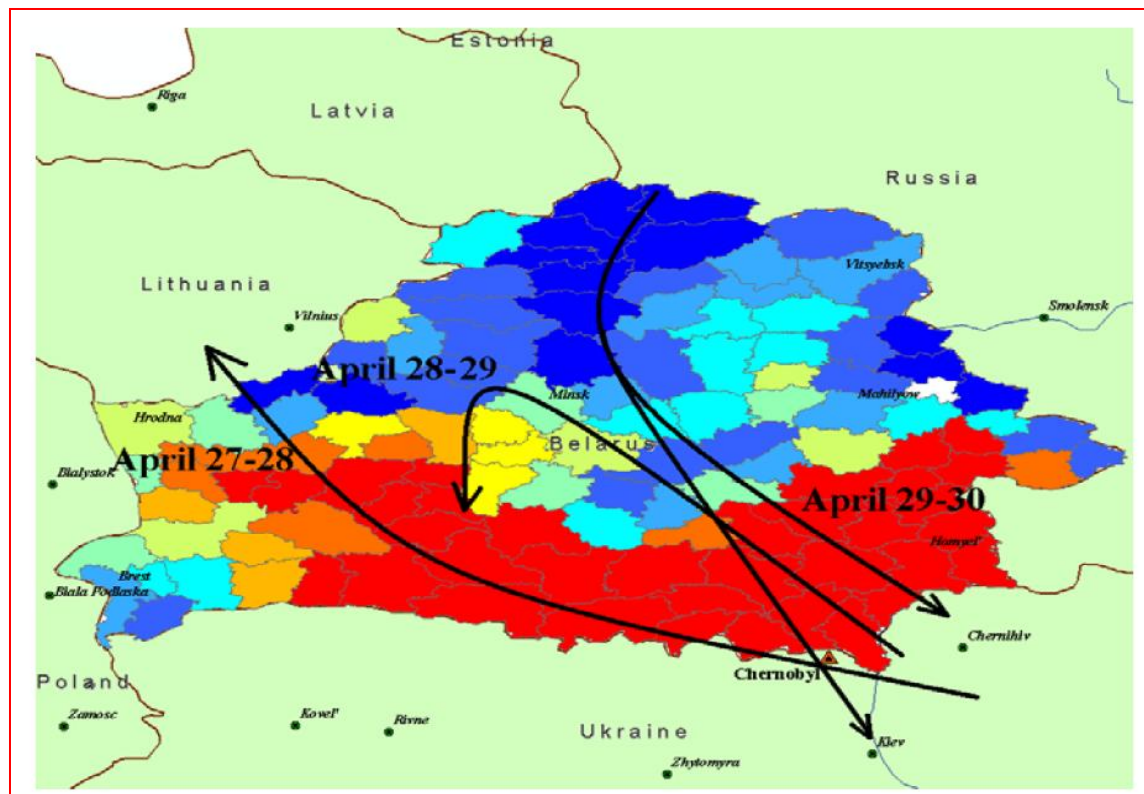 Estonia
Riga
Latvia
Russia
Vitsyebsk
Lithuania
Smolensk
Vilnius
April 28-29
Minsk
Mahilyow
Hrodna
Belarus
April 27-28
Bialystok
April 29-30
Homyel'
Brest
Biala Podlaska
Chernihiv
Chernobyl
Poland
Zamosc
Kovel'
Rivne
Ukraine
Kiev
Zhytomyra